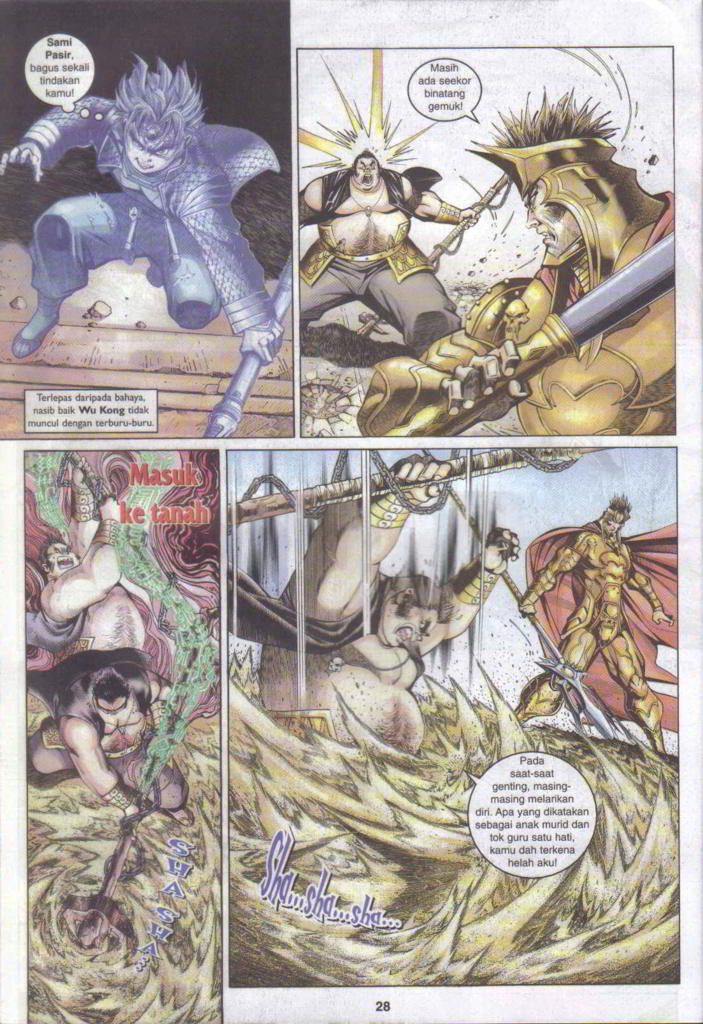 Sami
Pasir,
bagus sekali
tindakan
kamu!
Terlepas daripada bahaya,
nasib baik Wu Kong tidak
muncul dengan terburu-buru.
Masih
ada seekor
binatang
gemuk!
Masuk
ke tanah
SHA SHA SHA...
Sha...sha...sha...
Pada
saat-saat
genting, masing-
masing melarikan
diri. Apa yang dikatakan
sebagai anak murid dan
tok guru satu hati,
kamu dah terkena
helah aku!
28